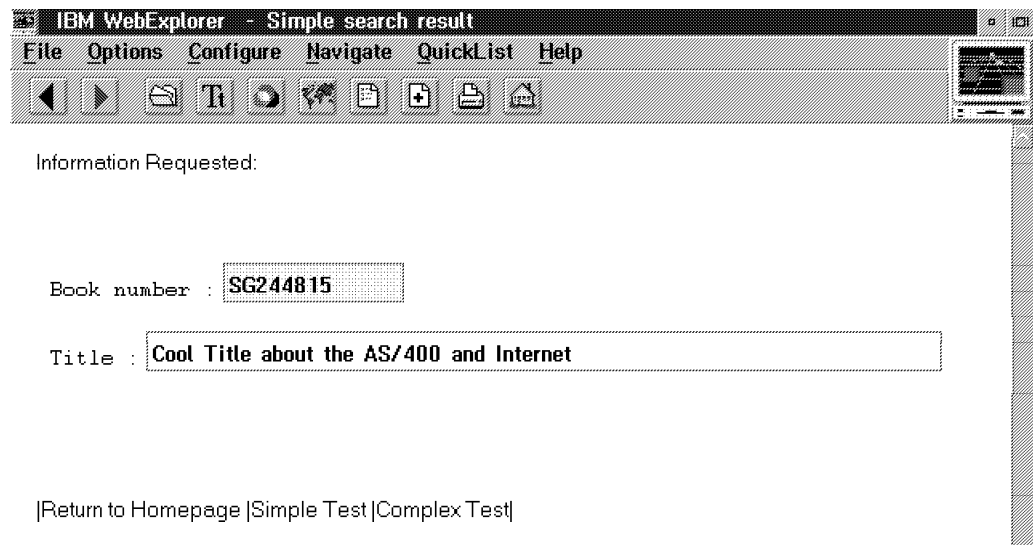 IBM WebExplorer - Simple search result
File Options Configure Navigate QuickList Help
Tt
Information Requested:
Book number : SG244815
Title : Cool Title about the AS/400 and Internet
|Return to Homepage |Simple Test |Complex Test|